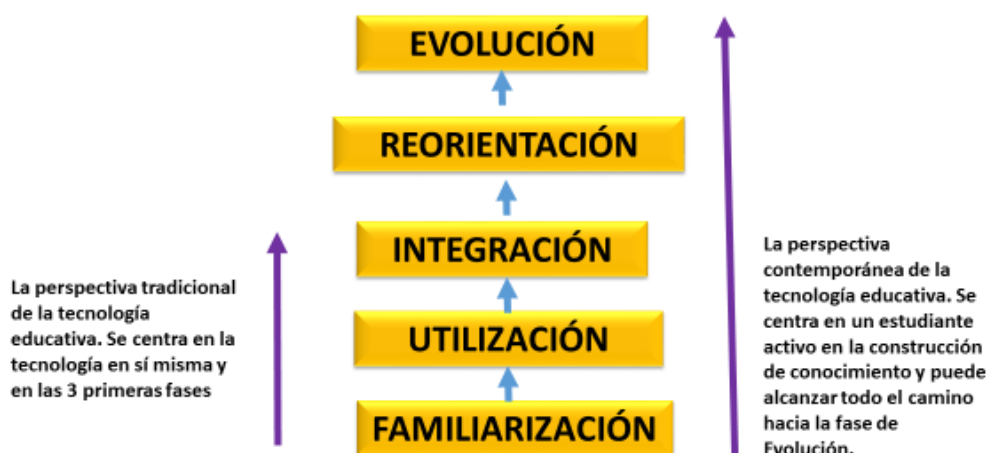 EVOLUCIÓN
REORIENTACIÓN
INTEGRACIÓN
UTILIZACIÓN
FAMILIARIZACIÓN
La perspectiva tradicional
de la tecnología
educativa. Se centra en la
tecnología en sí misma y
en las 3 primeras fases
La perspectiva
contemporánea de la
tecnología educativa. Se
centra en un estudiante
activo en la construcción
de conocimiento y puede
alcanzar todo el camino
hacia la fase de
Evolución.